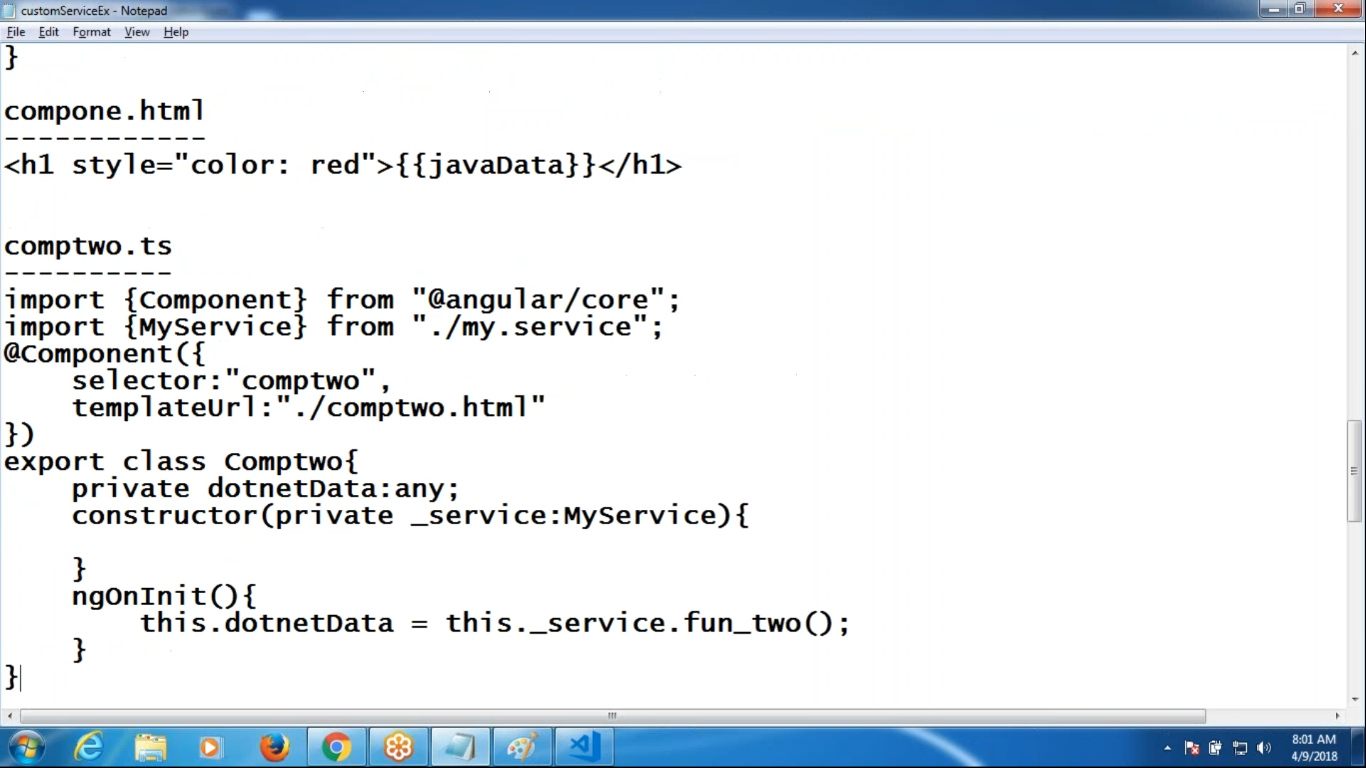 customServiceEx - Notepad
File Edit Format View Help
}
compone.html
------------
<h1 style="color: red">{{javaData}}</h1>
comptwo.ts
----------
import {Component} from "@angular/core";
import {MyService} from "./my.service";
@Component({
    selector:"comptwo",
    templateUrl:"./comptwo.html"
})
export class Comptwo{
    private dotnetData:any;
    constructor(private _service:MyService){
    }
    ngOnInit(){
        this.dotnetData = this._service.fun_two();
    }
}
8:01 AM
4/9/2018